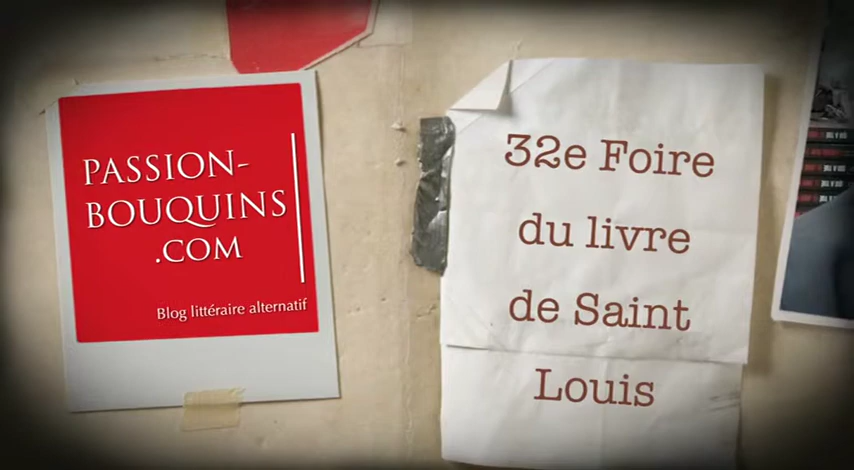 PASSION-
BOUQUINS
.COM
Blog littéraire alternatif
32e Foire
du livre
de Saint
Louis